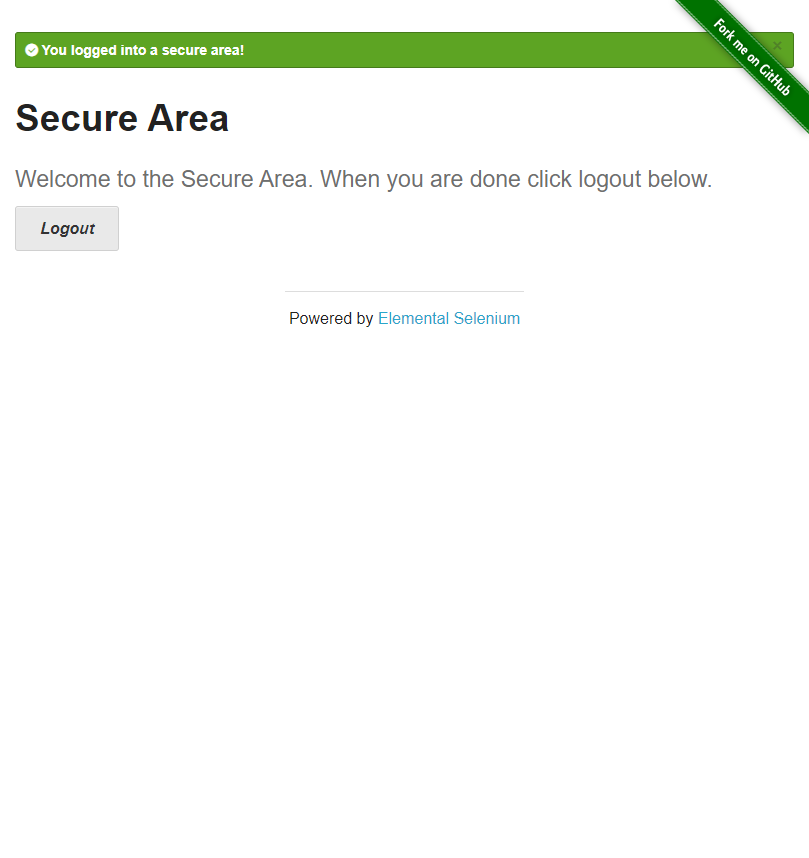 You logged into a secure area!
×
Fork me on GitHub
Secure Area
Welcome to the Secure Area. When you are done click logout below.
Logout
Powered by Elemental Selenium